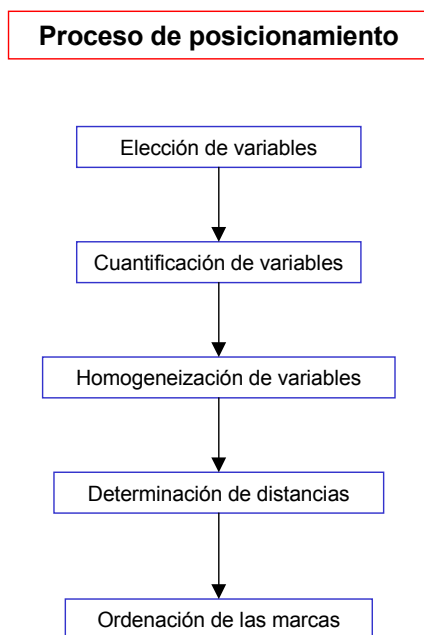 Proceso de posicionamiento
Elección de variables
Cuantificación de variables
Homogeneización de variables
Determinación de distancias
Ordenación de las marcas